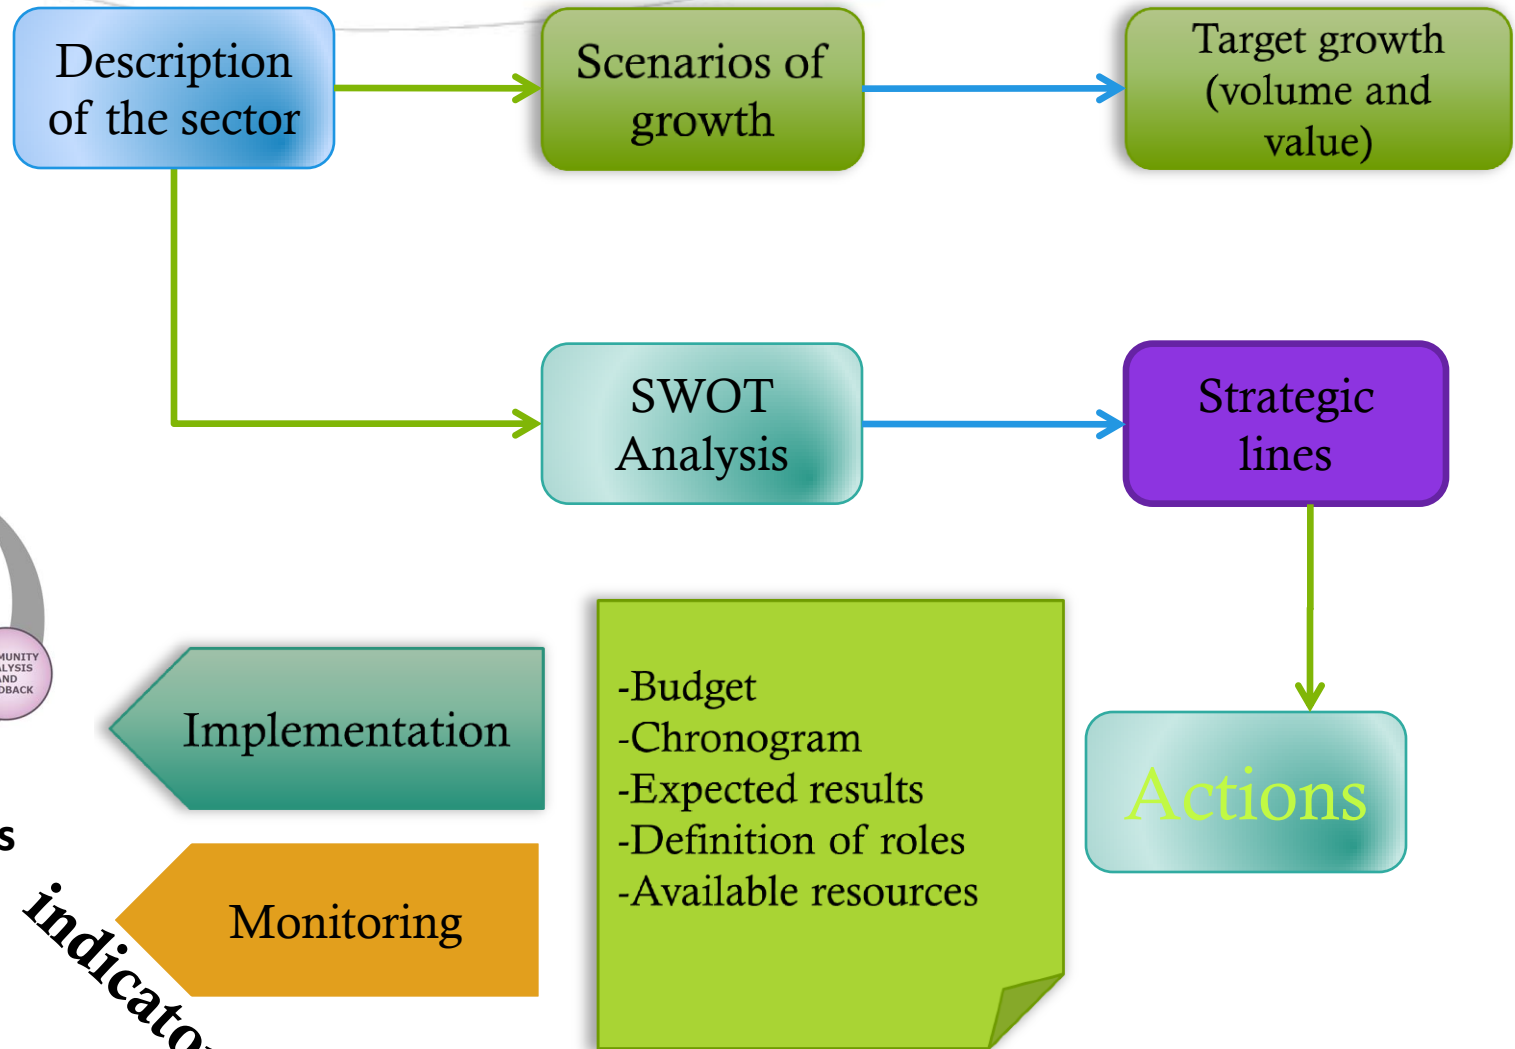 Description
of the sector
Scenarios of
growth
Target growth
(volume and
value)
SWOT
Analysis
Strategic
lines
AND
Implementation
-Budget
-Chronogram
-Expected results
-Definition of roles
-Available resources
Actions
Monitoring